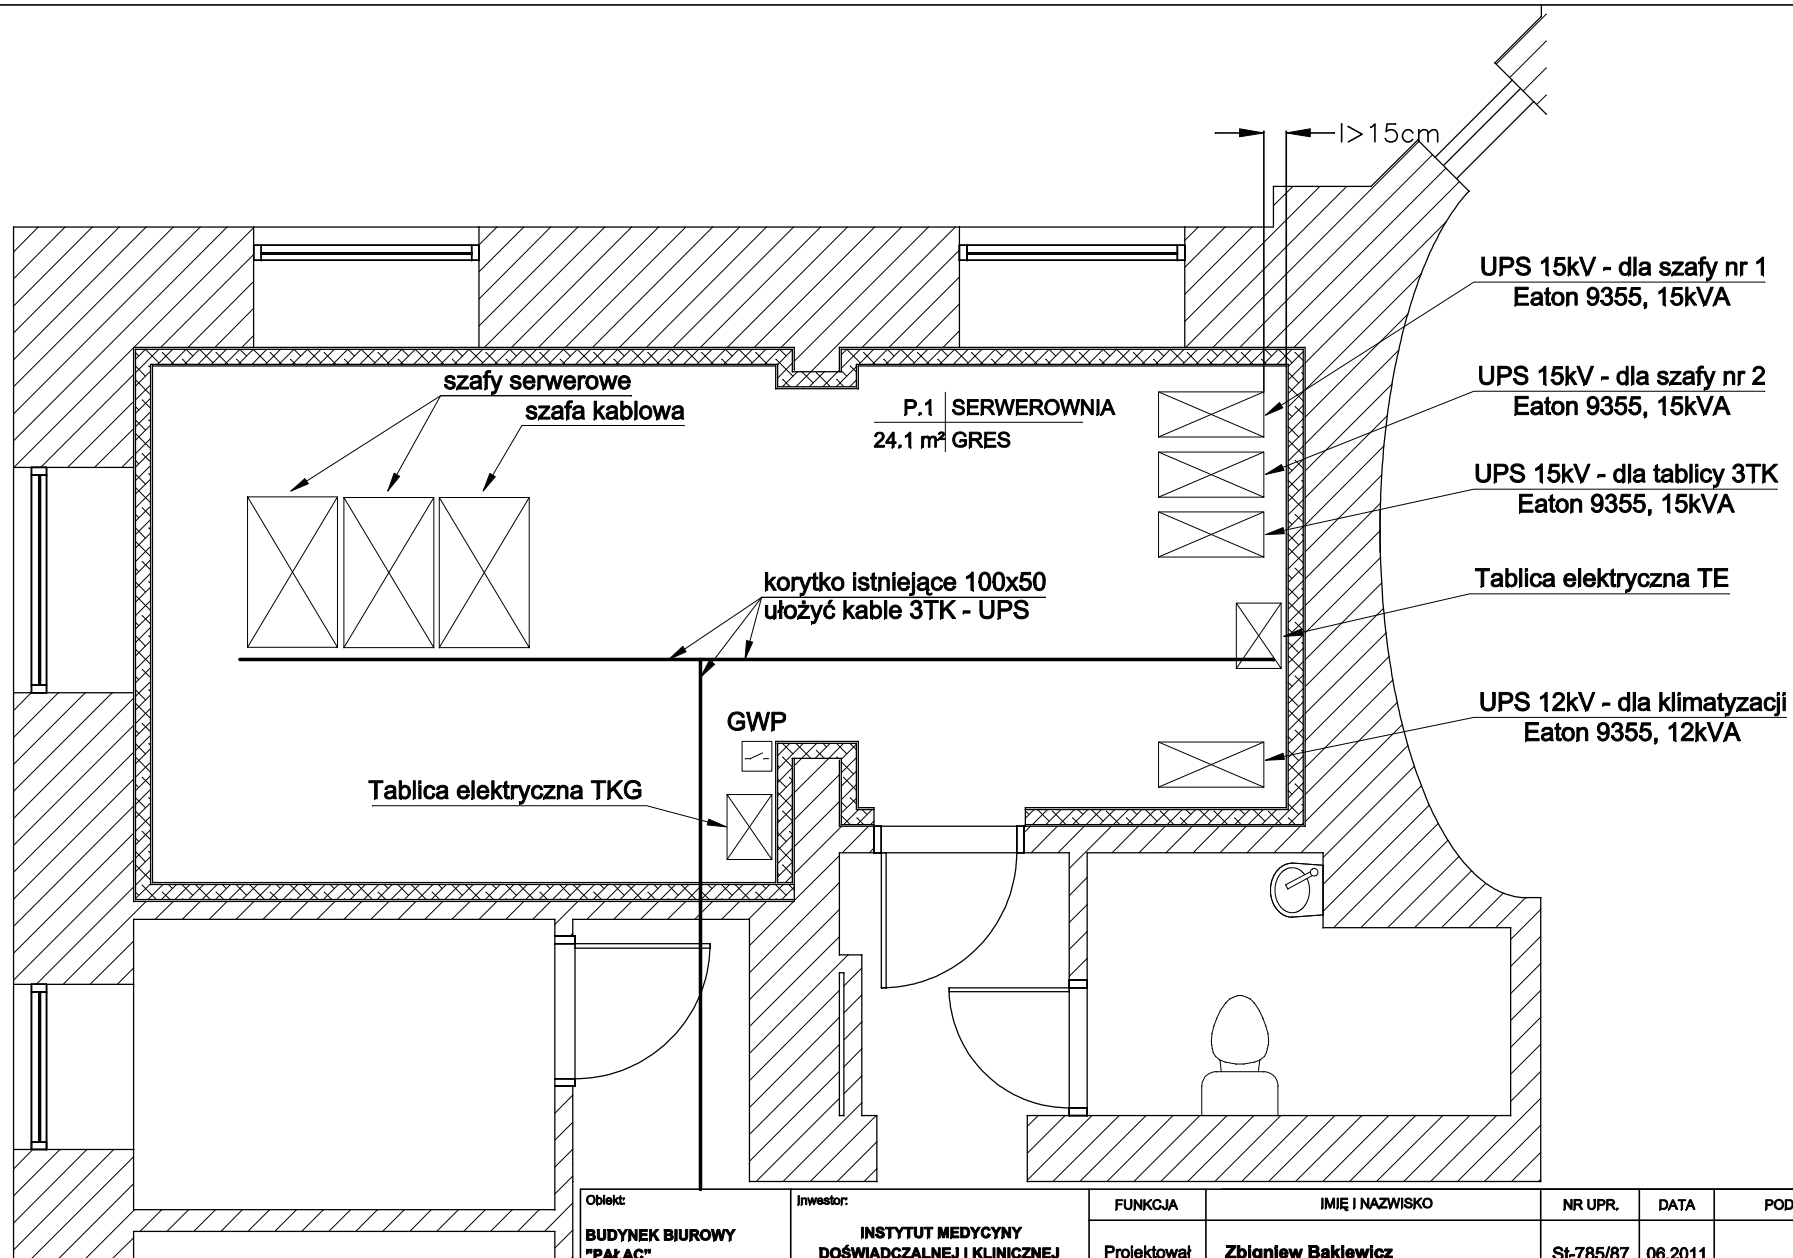 l>15cm
UPS 15kV - dla szafy nr 1
Eaton 9355, 15kVA
UPS 15kV - dla szafy nr 2
Eaton 9355, 15kVA
UPS 15kV - dla tablicy 3TK
Eaton 9355, 15kVA
Tablica elektryczna TE
UPS 12kV - dla klimatyzacji
Eaton 9355, 12kVA
szafy serwerowe
szafa kablowa
P.1 SERWEROWNIA
24.1 m² GRES
korytko istniejące 100x50
ułożyć kable 3TK - UPS
GWP
Tablica elektryczna TKG
Obiekt:
BUDYNEK BIUROWY
"PAŁAC"
Inwestor:
INSTYTUT MEDYCYNY
DOŚWIADCZALNEJ I KLINICZNEJ
FUNKCJA IMIĘ I NAZWISKO NR UPR. DATA POD
Projektował Zbigniew Bakiewicz St-785/87 06.2011